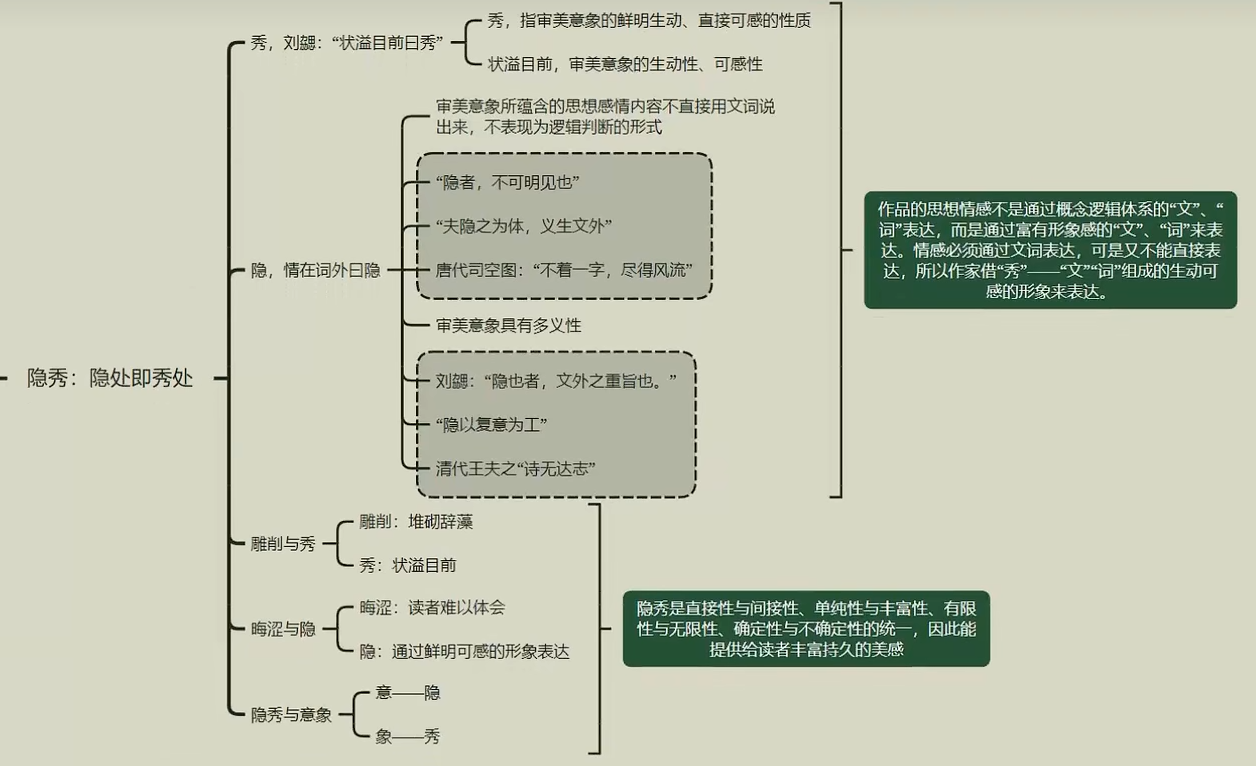 秀，刘勰：“状溢目前曰秀”
秀，指审美意象的鲜明生动、直接可感的性质
状溢目前，审美意象的生动性、可感性
隐，情在词外曰隐
审美意象所蕴含的思想感情内容不直接用文词说
出来，不表现为逻辑判断的形式
“隐者，不可明见也”
“夫隐之为体，义生文外”
唐代司空图：“不着一字，尽得风流”
审美意象具有多义性
刘勰：“隐也者，文外之重旨也。”
“隐以复意为工”
清代王夫之“诗无达志”
作品的思想情感不是通过概念逻辑体系的“文”、“
词”表达，而是通过富有形象感的“文”、“词”来表
达。情感必须通过文词表达，可是又不能直接表
达，所以作家借“秀”——“文”“词”组成的生动可
感的形象来表达。
隐秀：隐处即秀处
雕削与秀
雕削：堆砌辞藻
秀：状溢目前
晦涩与隐
晦涩：读者难以体会
隐：通过鲜明可感的形象表达
隐秀与意象
意——隐
象——秀
隐秀是直接性与间接性、单纯性与丰富性、有限
性与无限性、确定性与不确定性的统一，因此能
提供给读者丰富持久的美感